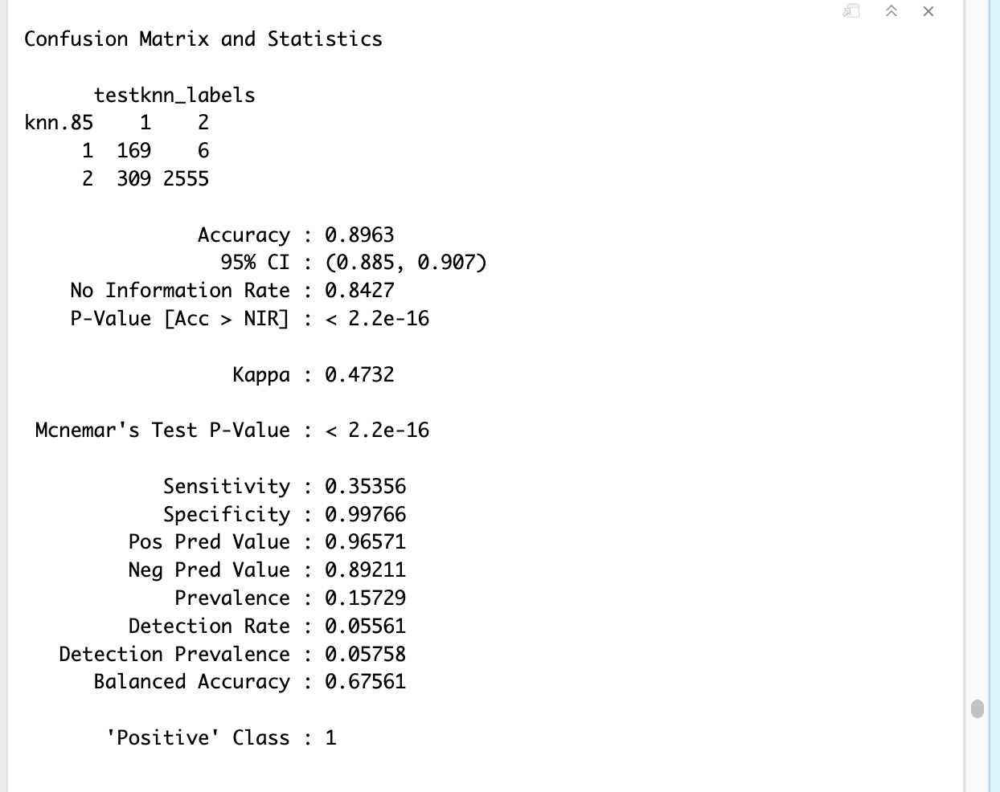 Confusion Matrix and Statistics
testknn_labels
knn.85 1 2
1 169 6
2 309 2555
Accuracy : 0.8963
95% CI : (0.885, 0.907)
No Information Rate : 0.8427
P-Value [Acc > NIR] : < 2.2e-16
Kappa : 0.4732
Mcnemar's Test P-Value : < 2.2e-16
Sensitivity : 0.35356
Specificity : 0.99766
Pos Pred Value : 0.96571
Neg Pred Value : 0.89211
Prevalence : 0.15729
Detection Rate : 0.05561
Detection Prevalence : 0.05758
Balanced Accuracy : 0.67561
'Positive' Class : 1